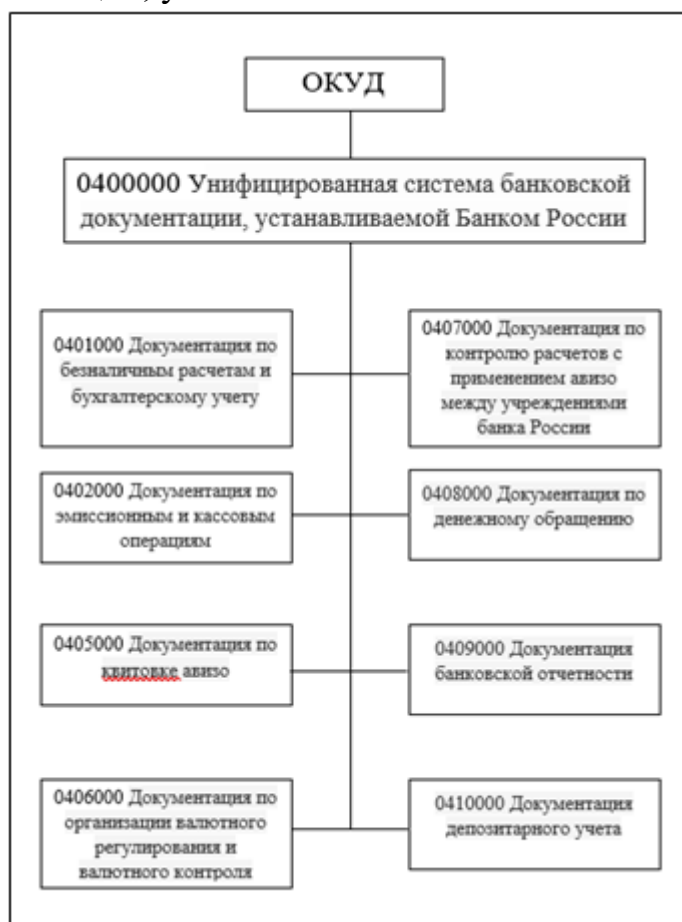 ОКУД
0400000 Унифицированная система банковской
документации, устанавливаемой Банком России
0401000 Документация по
безналичным расчетам и
бухгалтерскому учету
0402000 Документация по
эмиссионным и кассовым
операциям
0405000 Документация по
квитовке авизо
0406000 Документация по
организации валютного
регулирования и
валютного контроля
0407000 Документация по
контролю расчетов с
применением авизо
между учреждениями
банка России
0408000 Документация по
денежному обращению
0409000 Документация
банковской отчетности
0410000 Документация
депозитарного учета